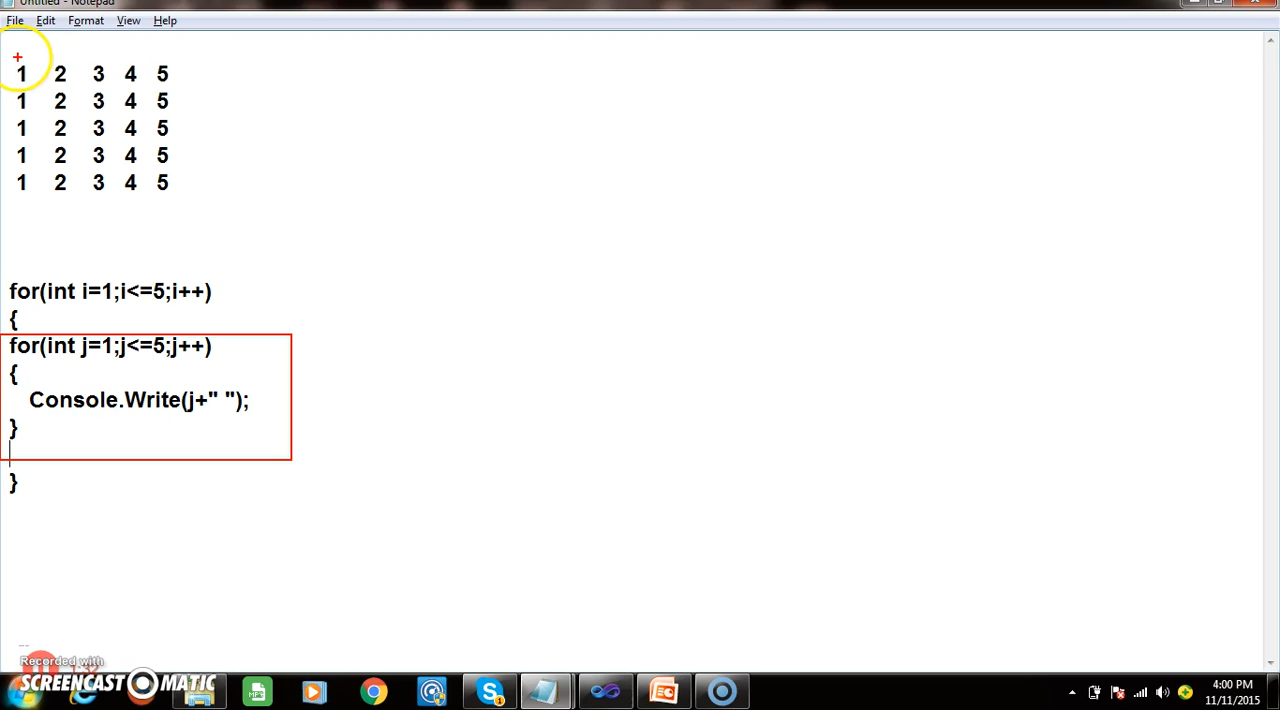 Untitled - Notepad
File Edit Format View Help
1 2 3 4 5
1 2 3 4 5
1 2 3 4 5
1 2 3 4 5
1 2 3 4 5
for(int i=1;i<=5;i++)
{
for(int j=1;j<=5;j++)
{
Console.Write(j+" ");
}
}
Recorded with
SCREENCAST-O-MATIC
4:00 PM
11/11/2015